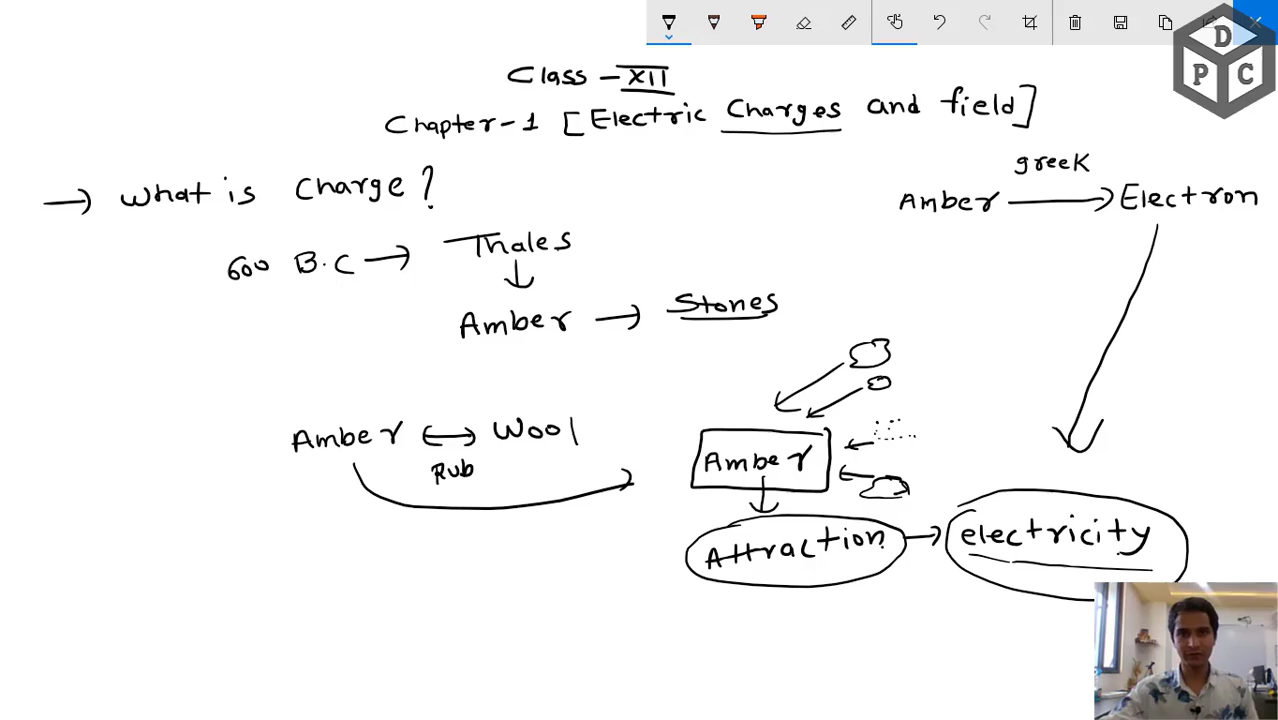 Class - XII
Chapter-1 [Electric Charges and field]
→ What is Charge?
greek
Amber → Electron
600 B.C → Thales
Amber → Stones
Amber ↔ Wool
Rub
Amber
Attraction → electricity
D
P C